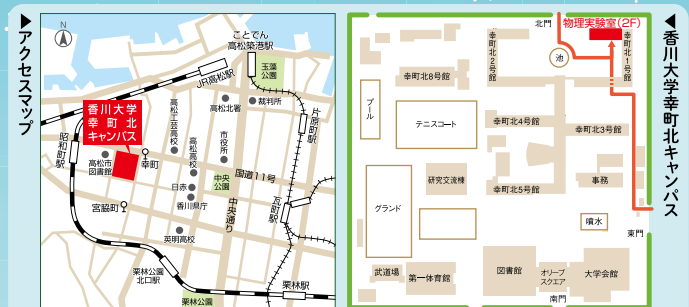 ▶アクセスマップ
N
ことでん
高松築港駅
玉藻
公園
JR高松駅
高松北署
裁判所
片原町駅
香川大学
幸町北
キャンパス
高松工芸高校
高松高校
市役所
昭和町駅
高松市
図書館
幸町
国道11号
中央
公園
日赤
香川県庁
宮脇町
中央通り
瓦町駅
英明高校
栗林公園
北口駅
栗林公園
栗林駅
◀香川大学幸町北キャンパス
北門
物理実験室(2F)
幸町北2号館
池
幸町北1号館
幸町北8号館
プール
テニスコート
幸町北4号館
幸町北3号館
研究交流棟
幸町北5号館
事務
グランド
噴水
東門
武道場
第一体育館
図書館
オリーブ
スクエア
大学会館
南門